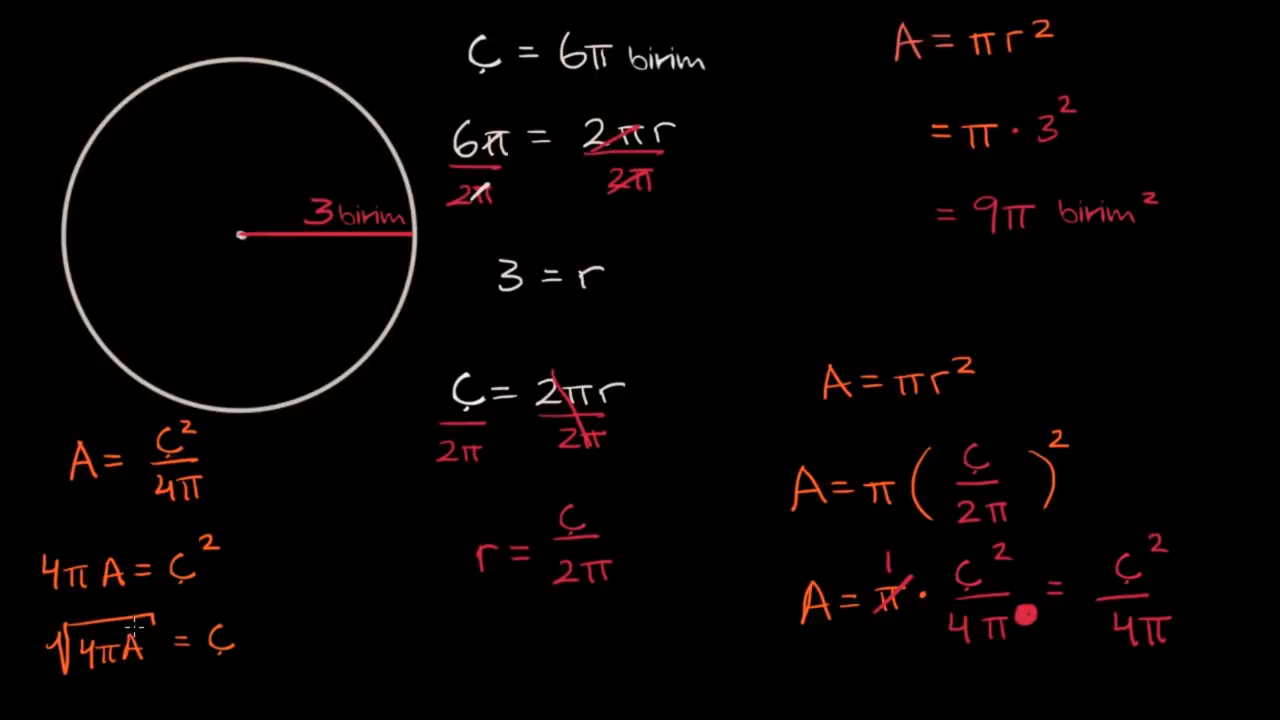 3 birim
Ç = 6π birim
6π/2π = 2πr/2π
3 = r
Ç/2π = 2πr/2π
r = Ç/2π
A = πr²
= π · 3²
= 9π birim²
A = πr²
A = π(Ç/2π)²
A = π 1 · Ç²/4π = Ç²/4π
A = Ç²/4π
4πA = Ç²
√4πA = Ç